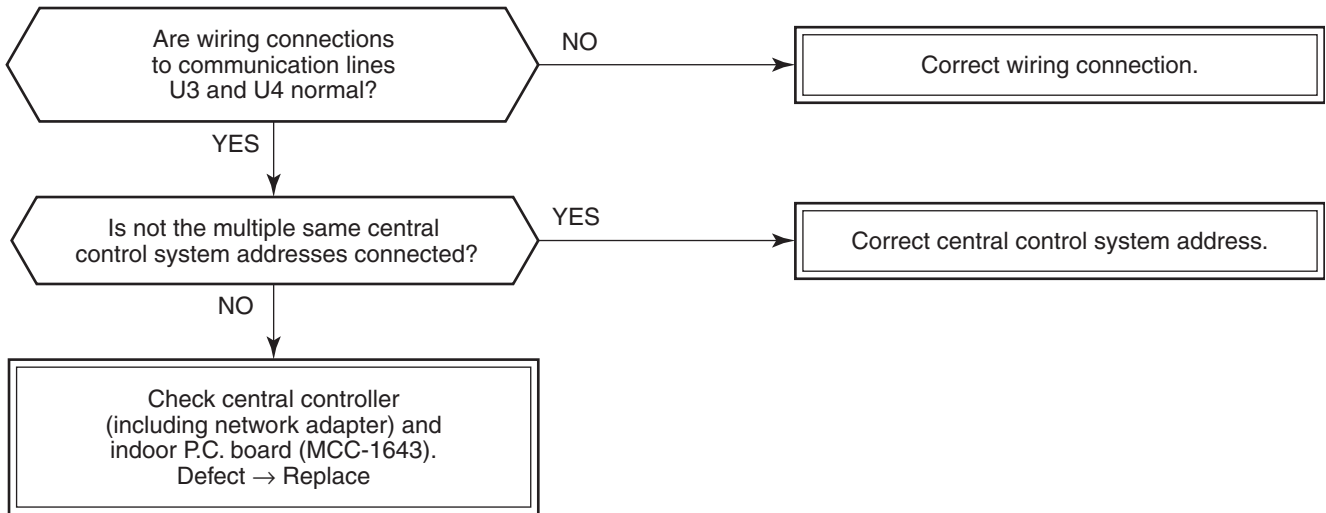 Are wiring connections
to communication lines
U3 and U4 normal?
NO
Correct wiring connection.
YES
Is not the multiple same central
control system addresses connected?
YES
Correct central control system address.
NO
Check central controller
(including network adapter) and
indoor P.C. board (MCC-1643).
Defect → Replace